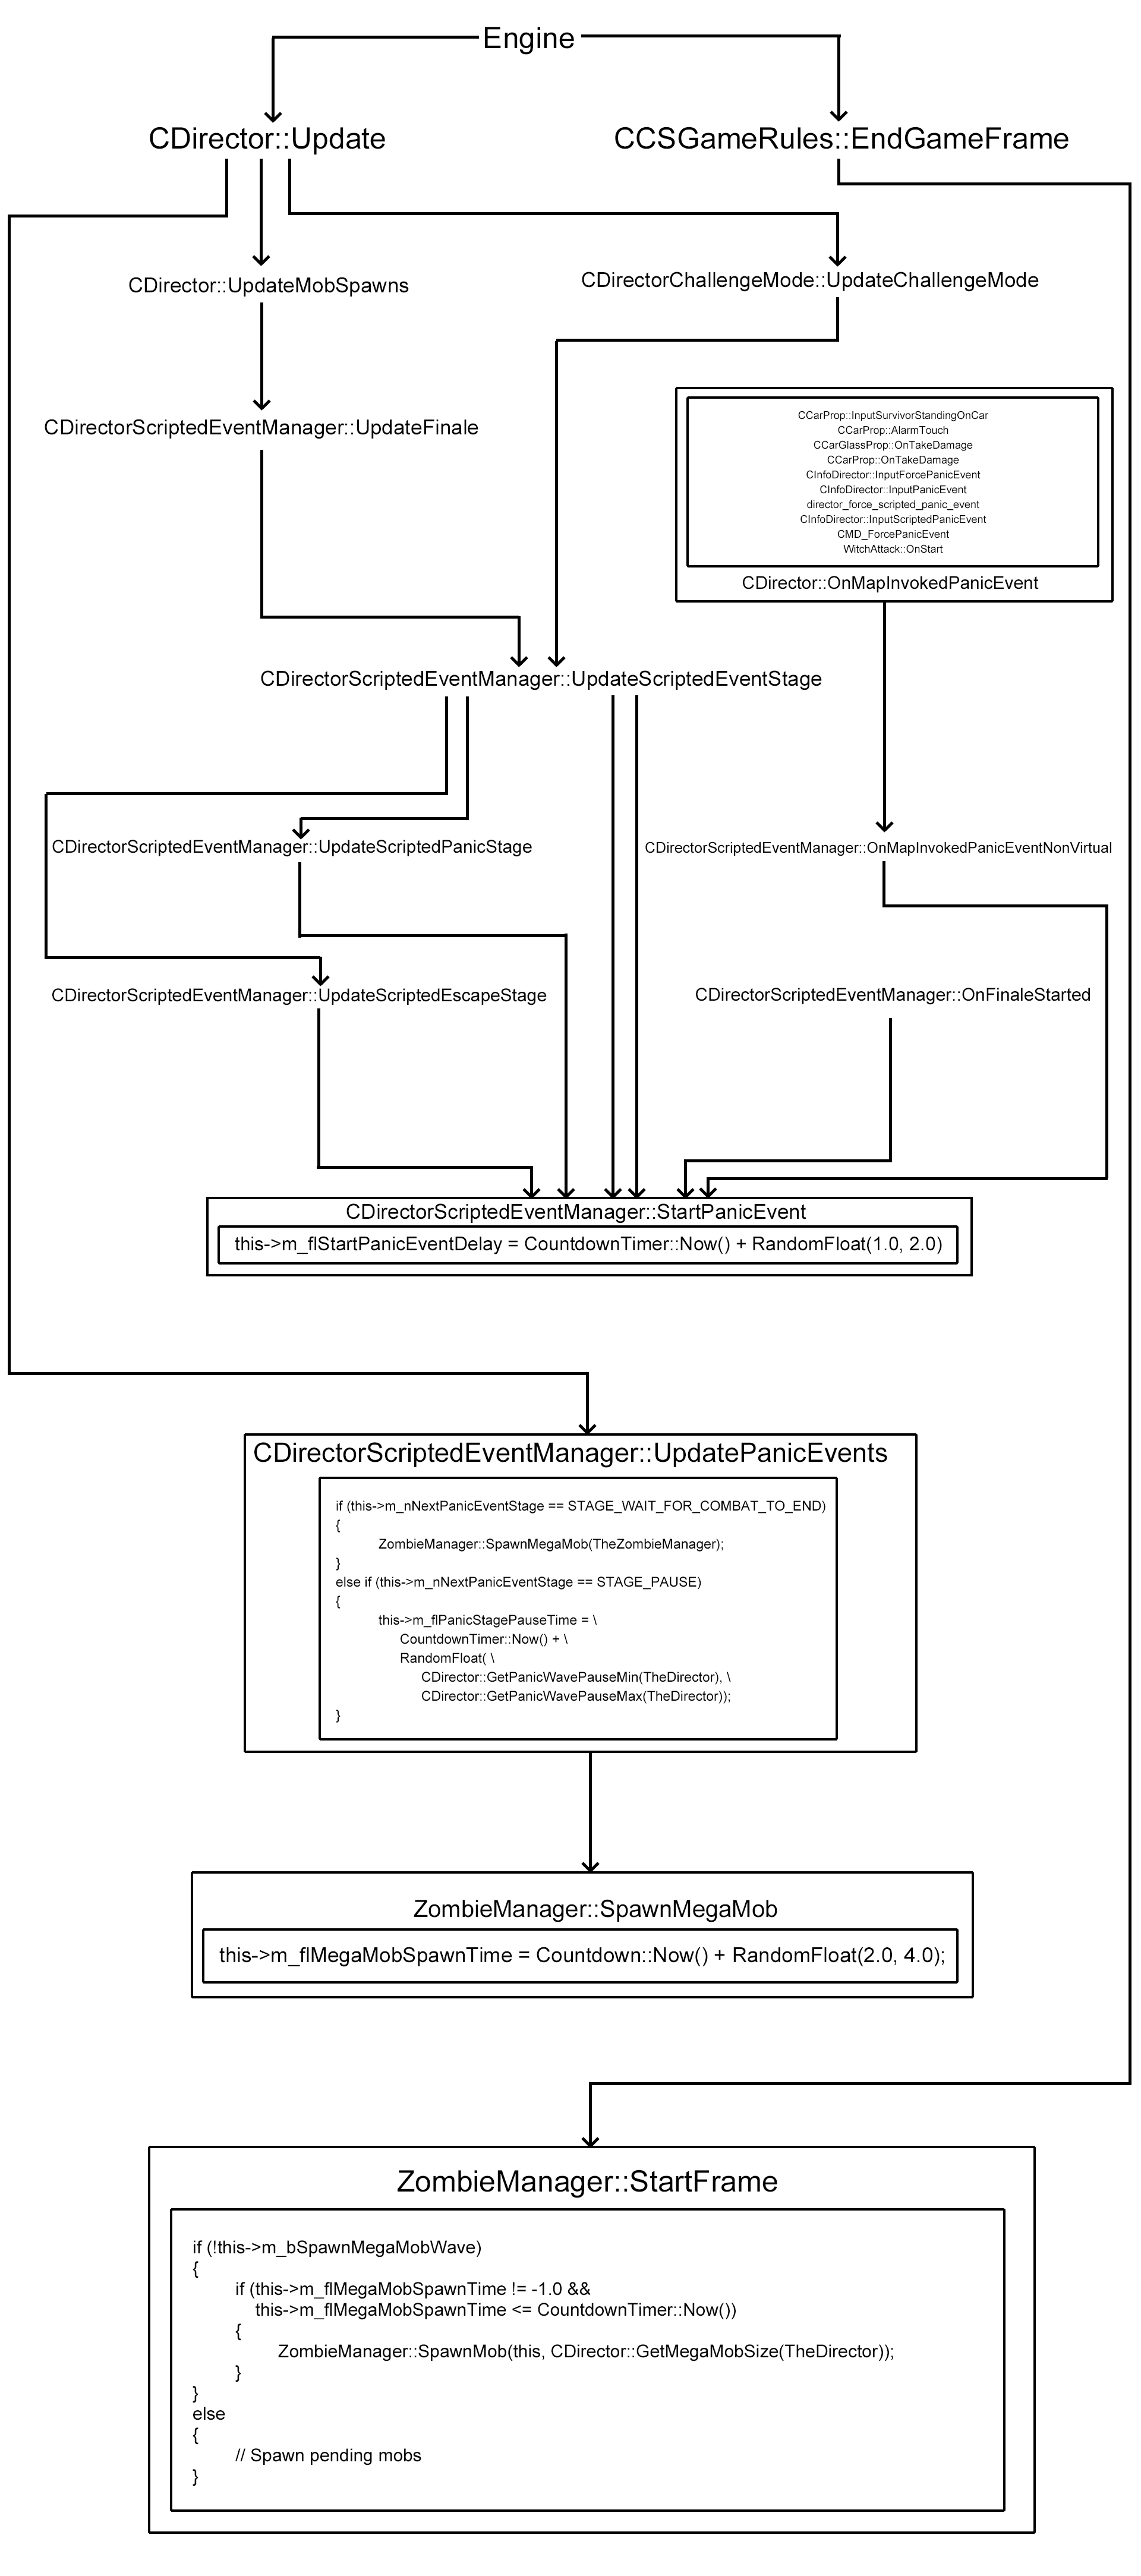 Engine
CDirector::Update
CCSGameRules::EndGameFrame
CDirector::UpdateMobSpawns
CDirectorChallengeMode::UpdateChallengeMode
CDirectorScriptedEventManager::UpdateFinale
CCarProp::InputSurvivorStandingOnCar
CCarProp::AlarmTouch
CCarGlassProp::OnTakeDamage
CCarProp::OnTakeDamage
CInfoDirector::InputForcePanicEvent
CInfoDirector::InputPanicEvent
director_force_scripted_panic_event
CInfoDirector::InputScriptedPanicEvent
CMD_ForcePanicEvent
WitchAttack::OnStart
CDirector::OnMapInvokedPanicEvent
CDirectorScriptedEventManager::UpdateScriptedEventStage
CDirectorScriptedEventManager::UpdateScriptedPanicStage
CDirectorScriptedEventManager::OnMapInvokedPanicEventNonVirtual
CDirectorScriptedEventManager::UpdateScriptedEscapeStage
CDirectorScriptedEventManager::OnFinaleStarted
CDirectorScriptedEventManager::StartPanicEvent
this->m_flStartPanicEventDelay = CountdownTimer::Now() + RandomFloat(1.0, 2.0)
CDirectorScriptedEventManager::UpdatePanicEvents
if (this->m_nNextPanicEventStage == STAGE_WAIT_FOR_COMBAT_TO_END)
{
ZombieManager::SpawnMegaMob(TheZombieManager);
}
else if (this->m_nNextPanicEventStage == STAGE_PAUSE)
{
this->m_flPanicStagePauseTime = \
CountdownTimer::Now() + \
RandomFloat( \
CDirector::GetPanicWavePauseMin(TheDirector), \
CDirector::GetPanicWavePauseMax(TheDirector));
}
ZombieManager::SpawnMegaMob
this->m_flMegaMobSpawnTime = Countdown::Now() + RandomFloat(2.0, 4.0);
ZombieManager::StartFrame
if (!this->m_bSpawnMegaMobWave)
{
if (this->m_flMegaMobSpawnTime != -1.0 &&
this->m_flMegaMobSpawnTime <= CountdownTimer::Now())
{
ZombieManager::SpawnMob(this, CDirector::GetMegaMobSize(TheDirector));
}
}
else
{
// Spawn pending mobs
}